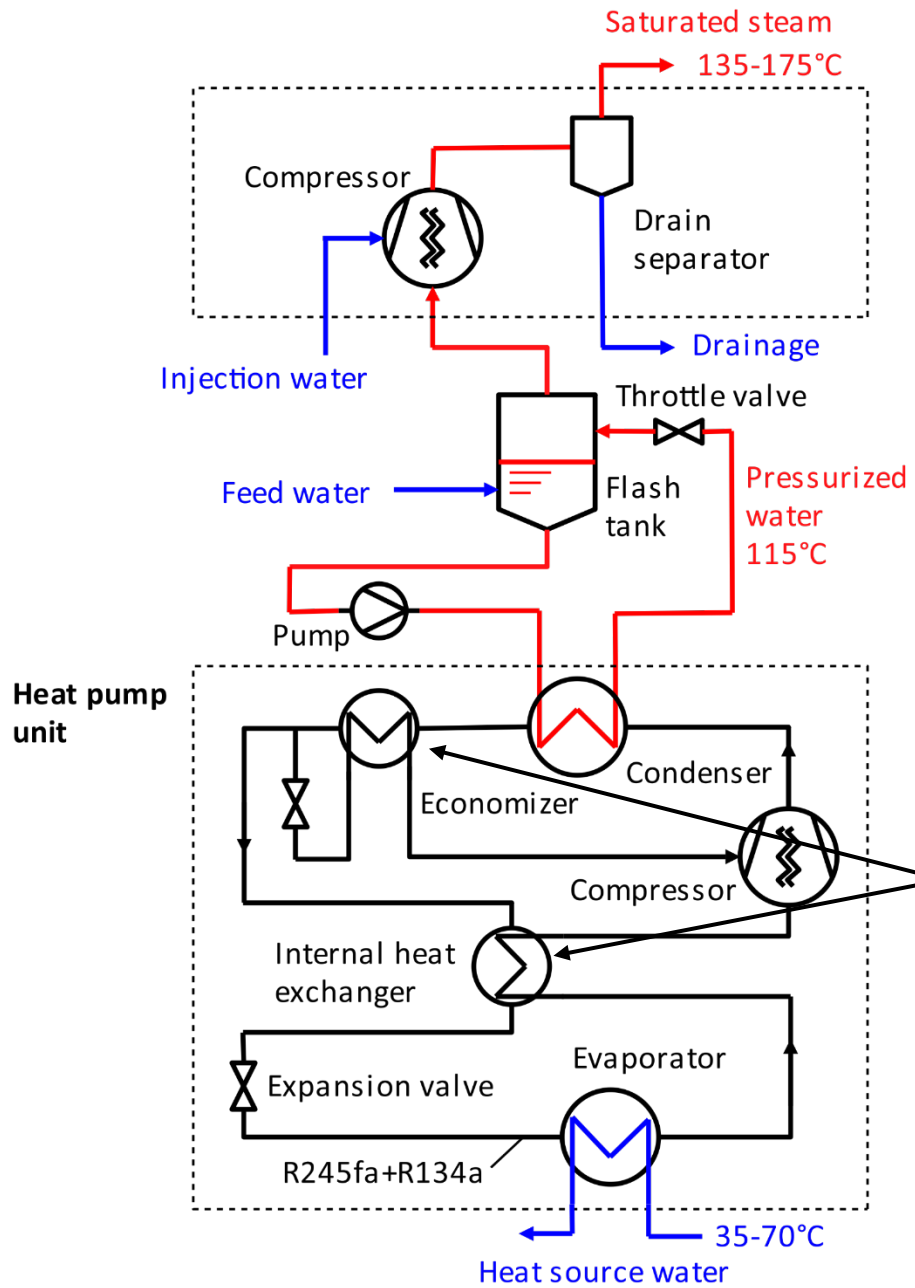 Saturated steam
135-175°C
Compressor
Drain
separator
Drainage
Injection water
Throttle valve
Feed water
Flash
tank
Pressurized
water
115°C
Pump
Heat pump
unit
Condenser
Economizer
Compressor
Internal heat
exchanger
Evaporator
Expansion valve
R245fa+R134a
35-70°C
Heat source water